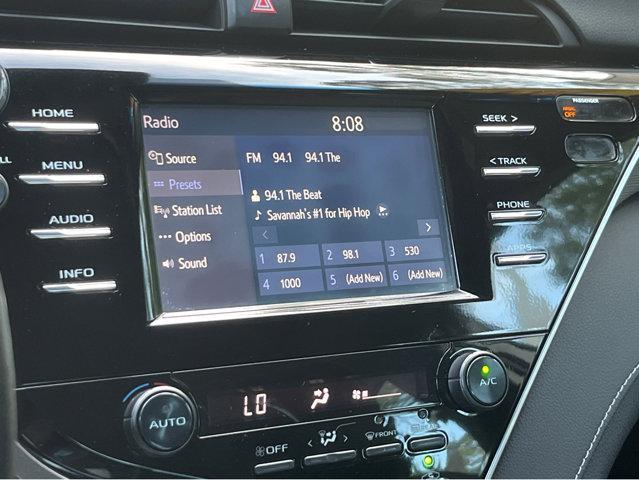 PASSENGER
AIRBAG
OFF
HOME
MENU
AUDIO
INFO
Radio
8:08
Source
Presets
Station List
Options
Sound
FM 94.1 94.1 The
94.1 The Beat
Savannah's #1 for Hip Hop
< >
1 87.9 2 98.1 3 530
4 1000 5 (Add New) 6 (Add New)
SEEK >
< TRACK
PHONE
APPS
AUTO
LO
A/C
OFF
< >
FRONT